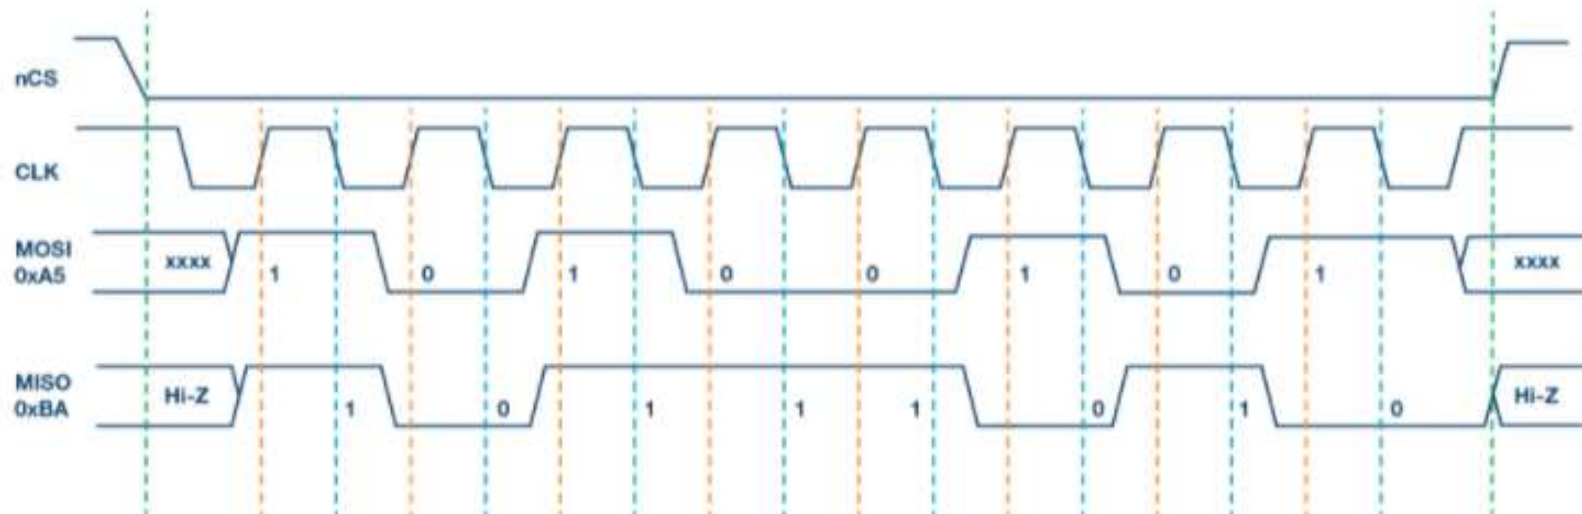 nCS
CLK
MOSI
0xA5
xxxx 1 0 1 0 0 1 0 1 xxxx
MISO
0xBA
Hi-Z 1 0 1 1 1 0 1 0 Hi-Z